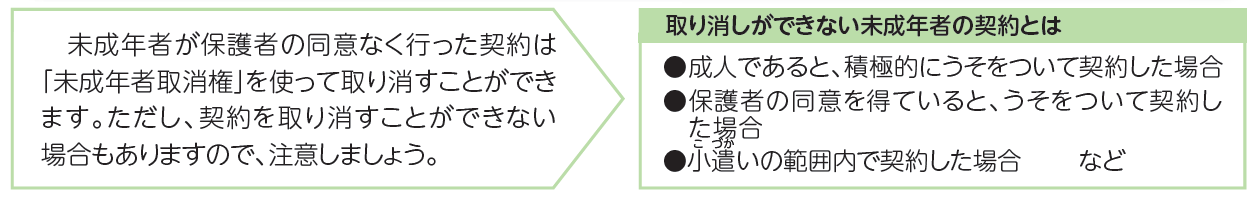 未成年者が保護者の同意なく行った契約は
「未成年者取消権」を使って取り消すことができ
ます。ただし、契約を取り消すことができない
場合もありますので、注意しましょう。
取り消しができない未成年者の契約とは
●成人であると、積極的にうそをついて契約した場合
●保護者の同意を得ていると、うそをついて契約し
た場合
こづか
●小遣いの範囲内で契約した場合　　など